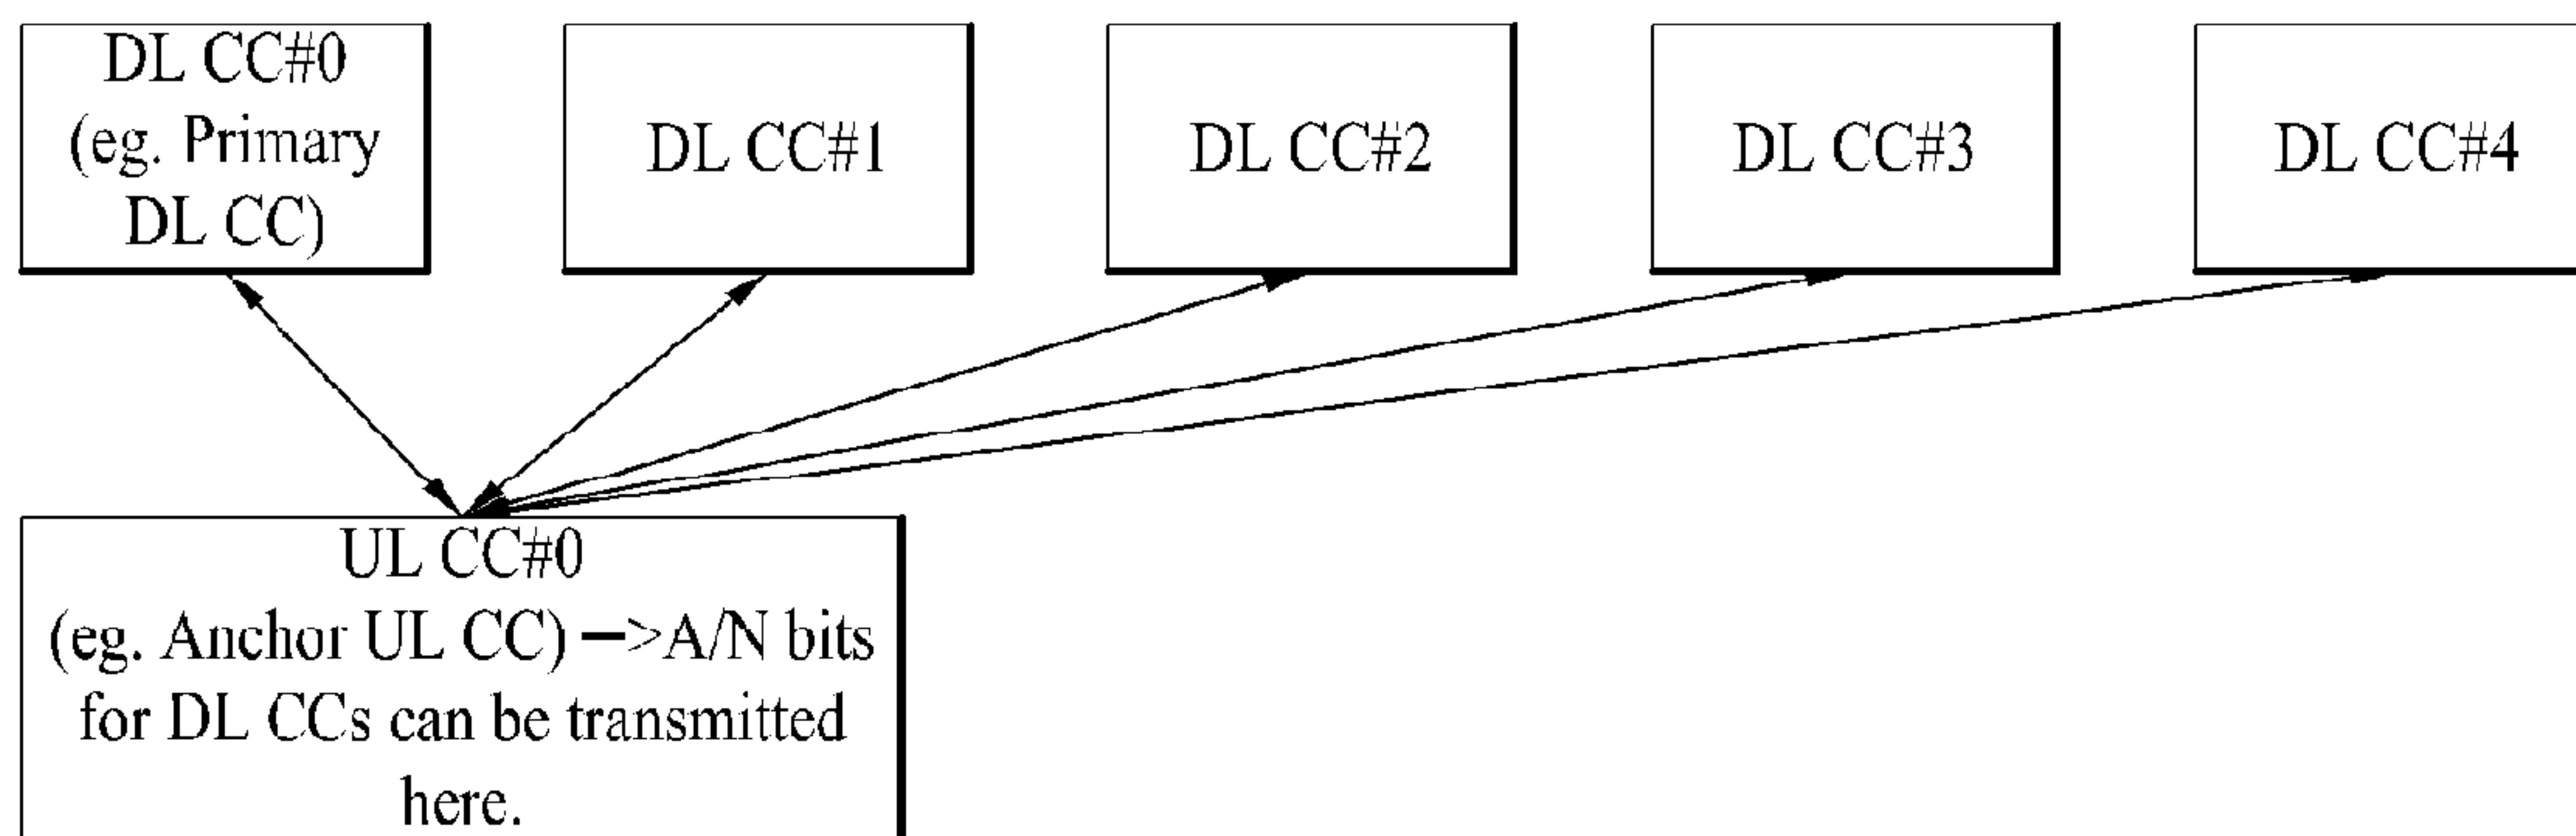 DL CC#0
(eg. Primary
DL CC)
DL CC#1
DL CC#2
DL CC#3
DL CC#4
UL CC#0
(eg. Anchor UL CC) —>A/N bits
for DL CCs can be transmitted
here.